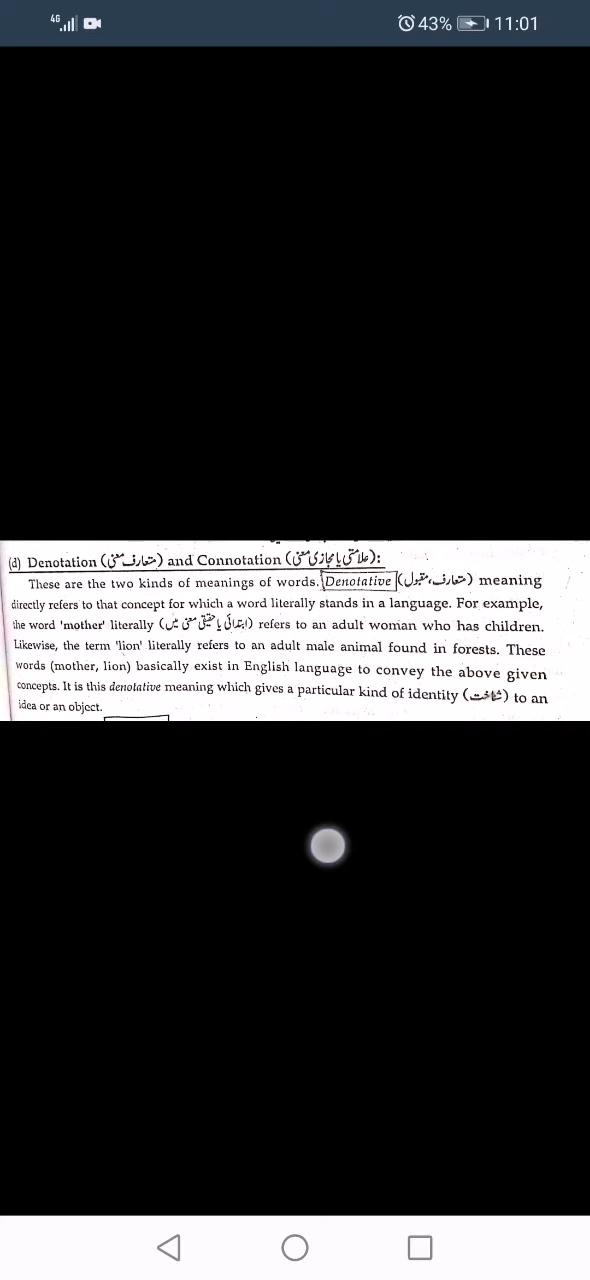 4G 43% 11:01
(d) Denotation (متعارف معنی) and Connotation (علامتی یا مجازی معنی):
These are the two kinds of meanings of words. Denotative (متعارف، مقبول) meaning
directly refers to that concept for which a word literally stands in a language. For example,
the word 'mother' literally (ابتدائی یا حقیقی معنی میں) refers to an adult woman who has children.
Likewise, the term 'lion' literally refers to an adult male animal found in forests. These
words (mother, lion) basically exist in English language to convey the above given
concepts. It is this denotative meaning which gives a particular kind of identity (شناخت) to an
idea or an object.